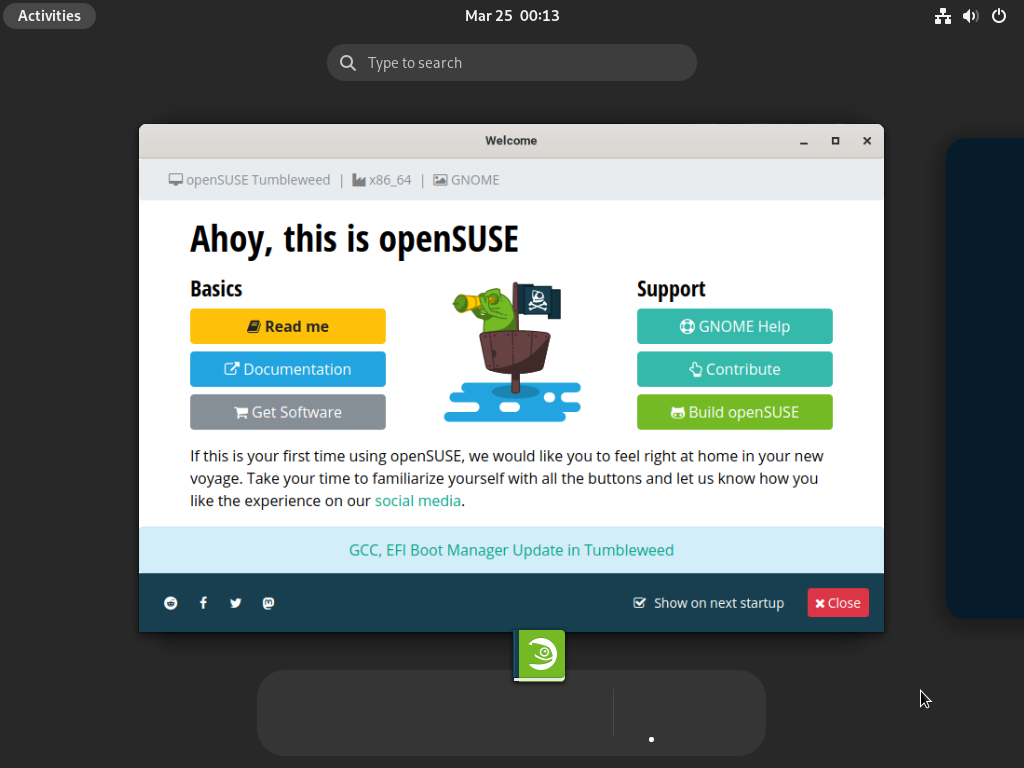 Activities
Mar 25 00:13
Type to search
Welcome
openSUSE Tumbleweed | x86_64 | GNOME
Ahoy, this is openSUSE
Basics
Support
Read me
GNOME Help
Documentation
Contribute
Get Software
Build openSUSE
If this is your first time using openSUSE, we would like you to feel right at home in your new
voyage. Take your time to familiarize yourself with all the buttons and let us know how you
like the experience on our social media.
GCC, EFI Boot Manager Update in Tumbleweed
Show on next startup
Close